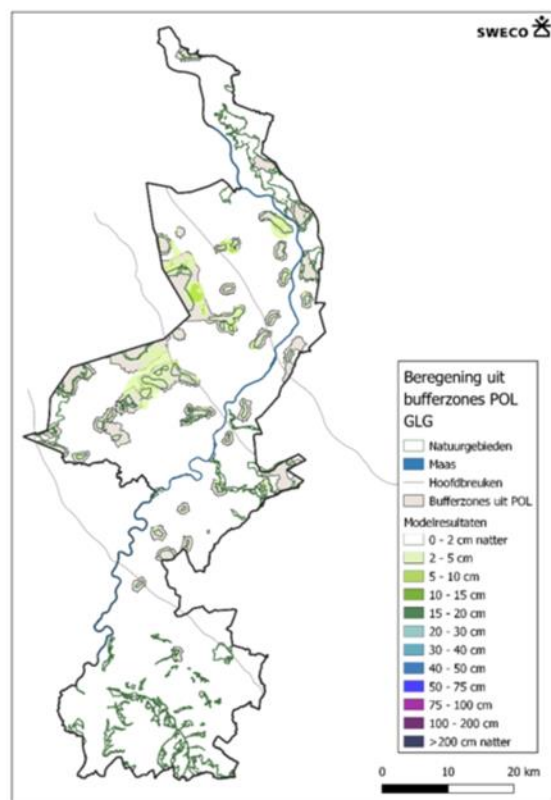 SWECO
Beregening uit
bufferzones POL
GLG
Natuurgebieden
Maas
Hoofdbreuken
Bufferzones uit POL
Modelresultaten
0 - 2 cm natter
2 - 5 cm
5 - 10 cm
10 - 15 cm
15 - 20 cm
20 - 30 cm
30 - 40 cm
40 - 50 cm
50 - 75 cm
75 - 100 cm
100 - 200 cm
>200 cm natter
0 10 20 km